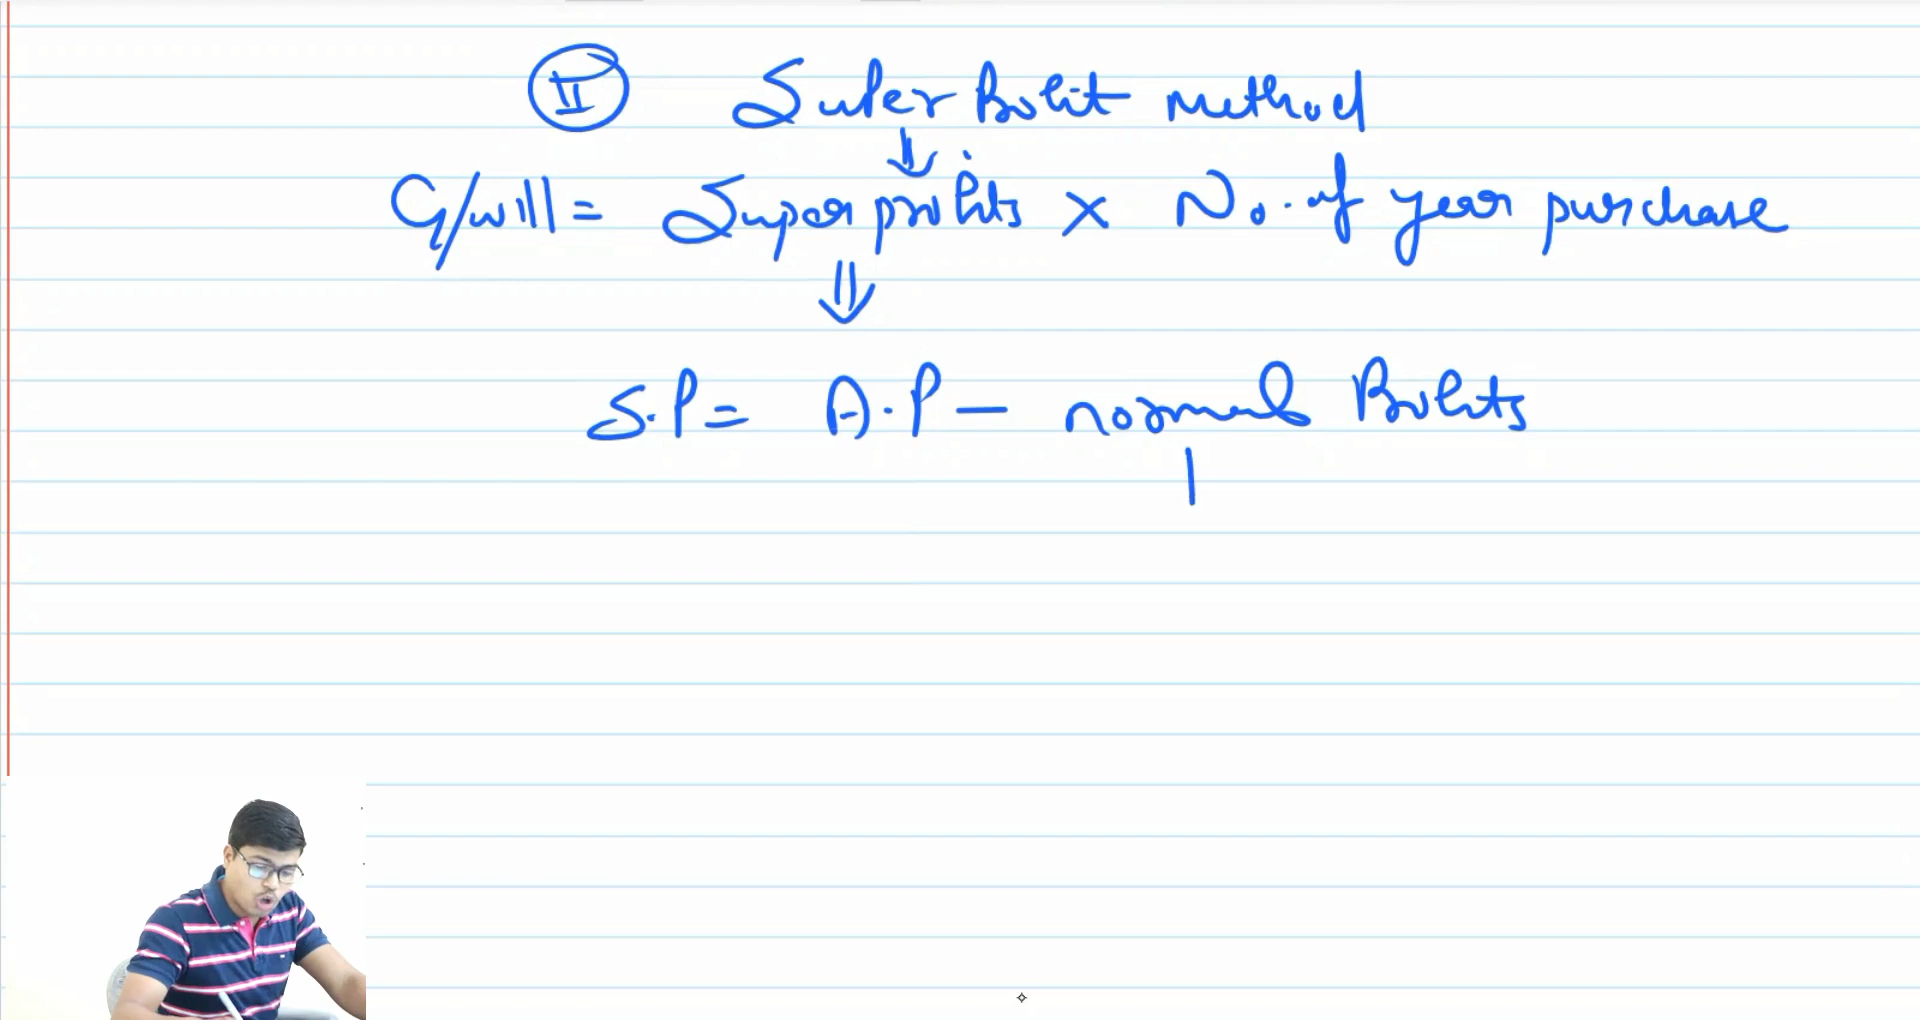 II Super Profit method
G/will = Super profits × No. of year purchase
S.P = A.P - normal Profits